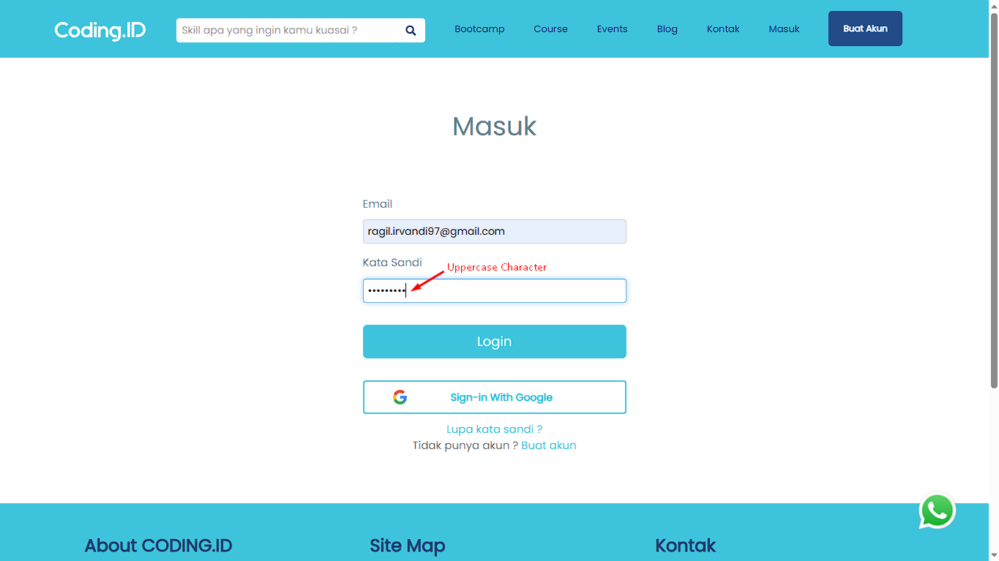 Coding.ID Skill apa yang ingin kamu kuasai ? Bootcamp Course Events Blog Kontak Masuk Buat Akun
Masuk
Email
ragil.irvandi97@gmail.com
Kata Sandi
Uppercase Character
•••••••••
Login
Sign-in With Google
Lupa kata sandi ?
Tidak punya akun ? Buat akun
About CODING.ID Site Map Kontak